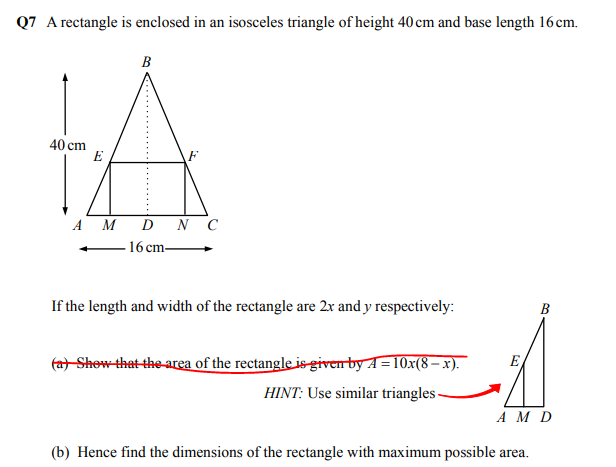 Q7 A rectangle is enclosed in an isosceles triangle of height 40 cm and base length 16 cm.
B
40 cm
E F
A M D N C
16 cm
If the length and width of the rectangle are 2x and y respectively:
B
(a) Show that the area of the rectangle is given by A = 10x(8 – x).
E
HINT: Use similar triangles
A M D
(b) Hence find the dimensions of the rectangle with maximum possible area.